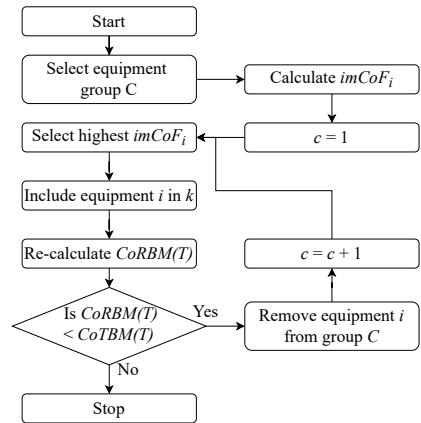 Start
Select equipment
group C
Calculate imCoFi
c = 1
Select highest imCoFi
Include equipment i in k
Re-calculate CoRBM(T)
c = c + 1
Is CoRBM(T)
< CoTBM(T)
Yes
Remove equipment i
from group C
No
Stop